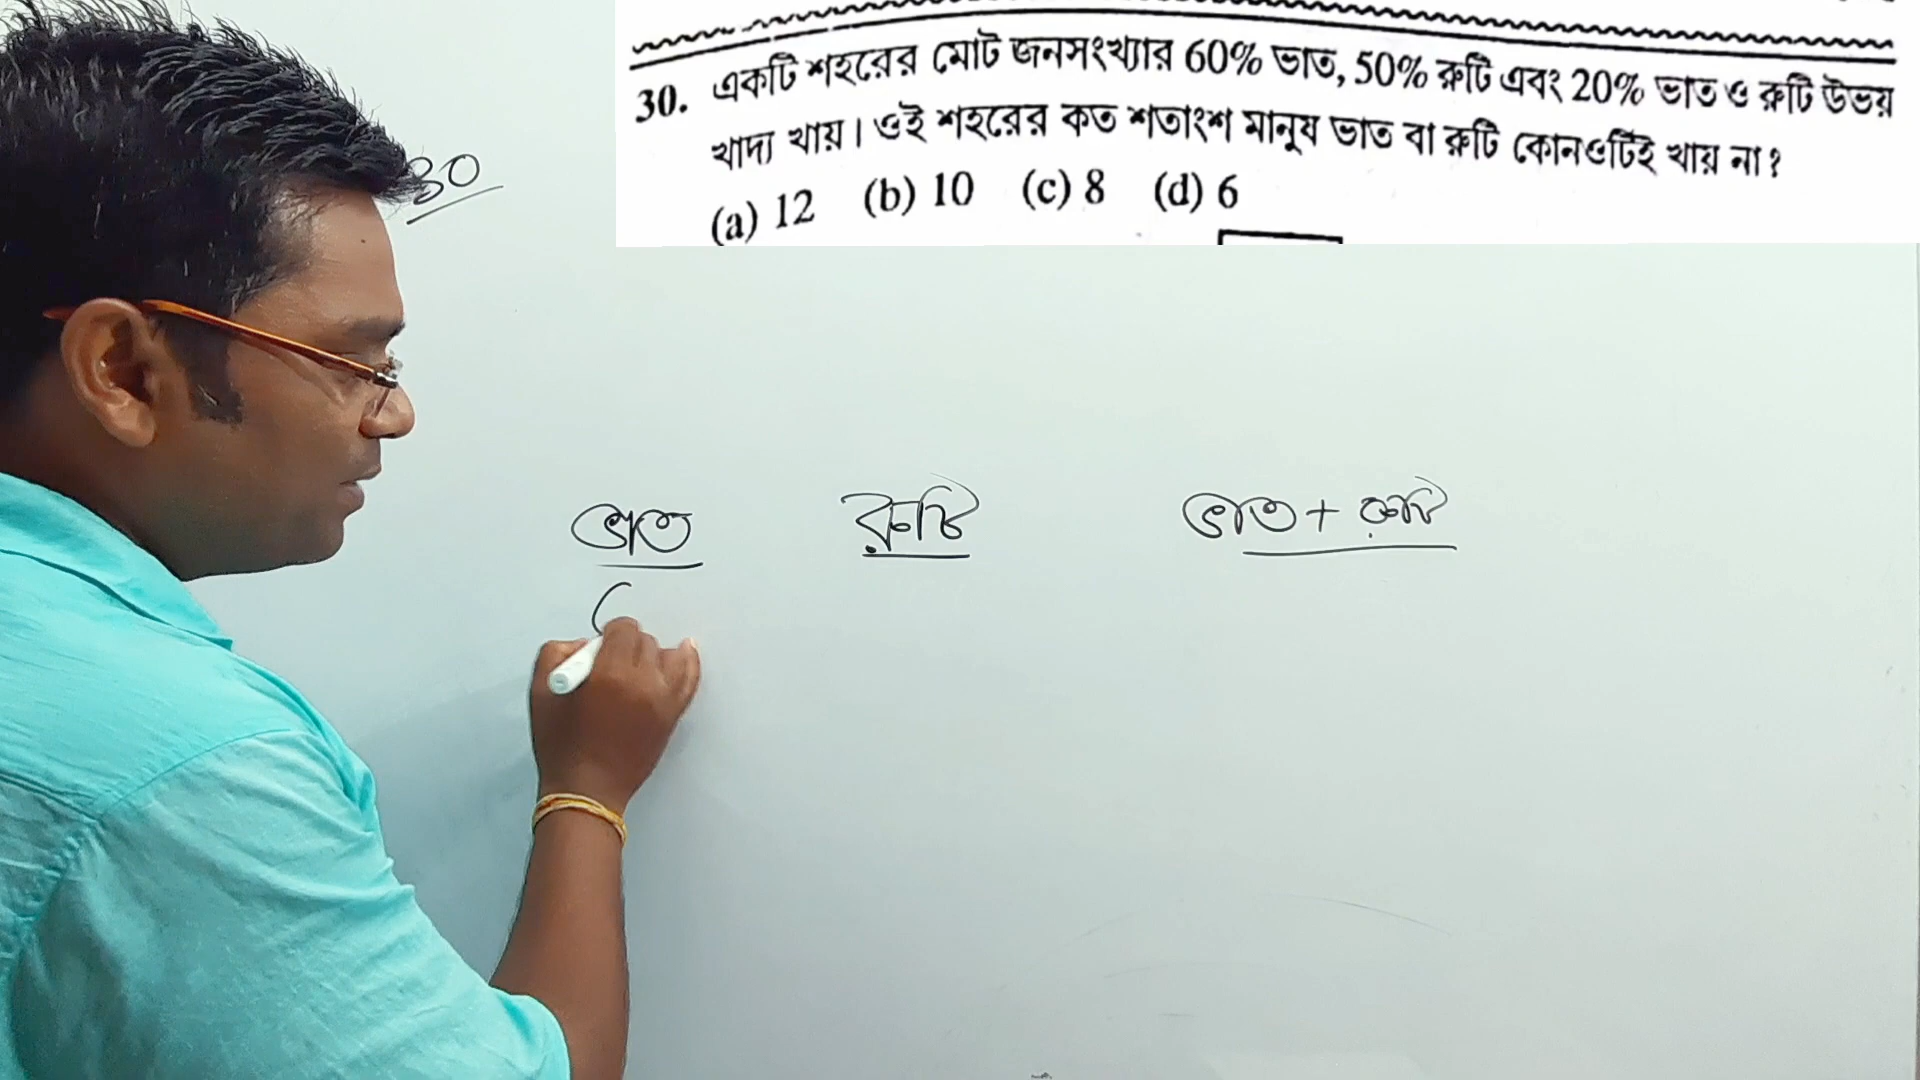 30. একটি শহরের মোট জনসংখ্যার 60% ভাত, 50% রুটি এবং 20% ভাত ও রুটি উভয়
খাদ্য খায়। ওই শহরের কত শতাংশ মানুষ ভাত বা রুটি কোনওটিই খায় না?
(a) 12 (b) 10 (c) 8 (d) 6
30
ভাত রুটি ভাত + রুটি